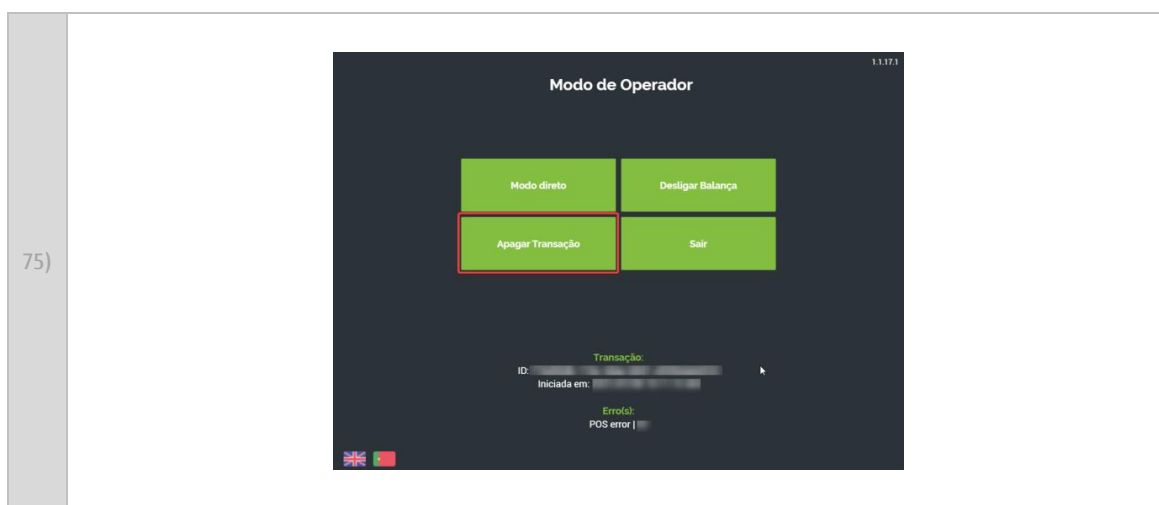 1.1.17.1
Modo de Operador
Modo direto
Desligar Balança
75)
Apagar Transação
Sair
Transação:
ID:
Iniciada em:
Erro(s):
POS error |